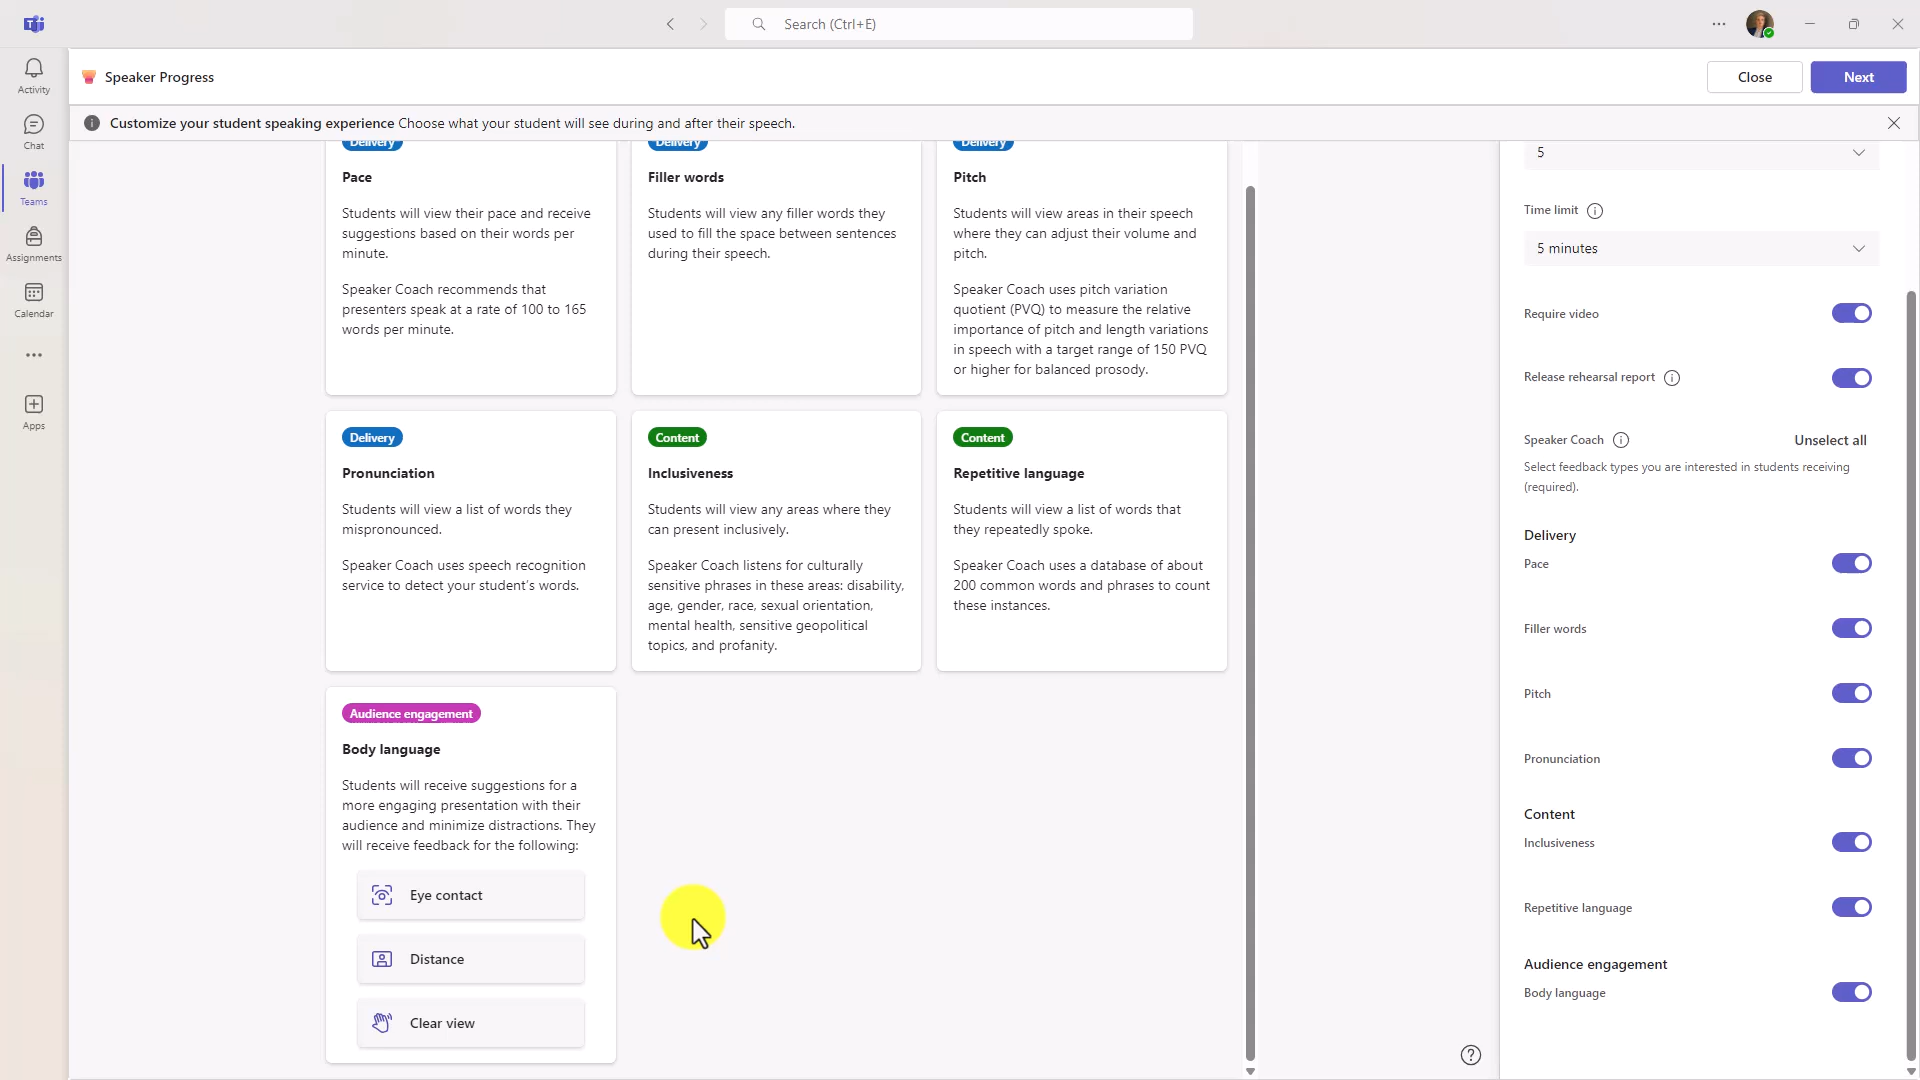 Search (Ctrl+E)
Activity
Chat
Teams
Assignments
Calendar
Apps
Speaker Progress
Close
Next
Customize your student speaking experience Choose what your student will see during and after their speech.
Delivery
Pace
Students will view their pace and receive
suggestions based on their words per
minute.
Speaker Coach recommends that
presenters speak at a rate of 100 to 165
words per minute.
Delivery
Filler words
Students will view any filler words they
used to fill the space between sentences
during their speech.
Delivery
Pitch
Students will view areas in their speech
where they can adjust their volume and
pitch.
Speaker Coach uses pitch variation
quotient (PVQ) to measure the relative
importance of pitch and length variations
in speech with a target range of 150 PVQ
or higher for balanced prosody.
Delivery
Pronunciation
Students will view a list of words they
mispronounced.
Speaker Coach uses speech recognition
service to detect your student's words.
Content
Inclusiveness
Students will view any areas where they
can present inclusively.
Speaker Coach listens for culturally
sensitive phrases in these areas: disability,
age, gender, race, sexual orientation,
mental health, sensitive geopolitical
topics, and profanity.
Content
Repetitive language
Students will view a list of words that
they repeatedly spoke.
Speaker Coach uses a database of about
200 common words and phrases to count
these instances.
Audience engagement
Body language
Students will receive suggestions for a
more engaging presentation with their
audience and minimize distractions. They
will receive feedback for the following:
Eye contact
Distance
Clear view
5
Time limit
5 minutes
Require video
Release rehearsal report
Speaker Coach
Unselect all
Select feedback types you are interested in students receiving
(required).
Delivery
Pace
Filler words
Pitch
Pronunciation
Content
Inclusiveness
Repetitive language
Audience engagement
Body language